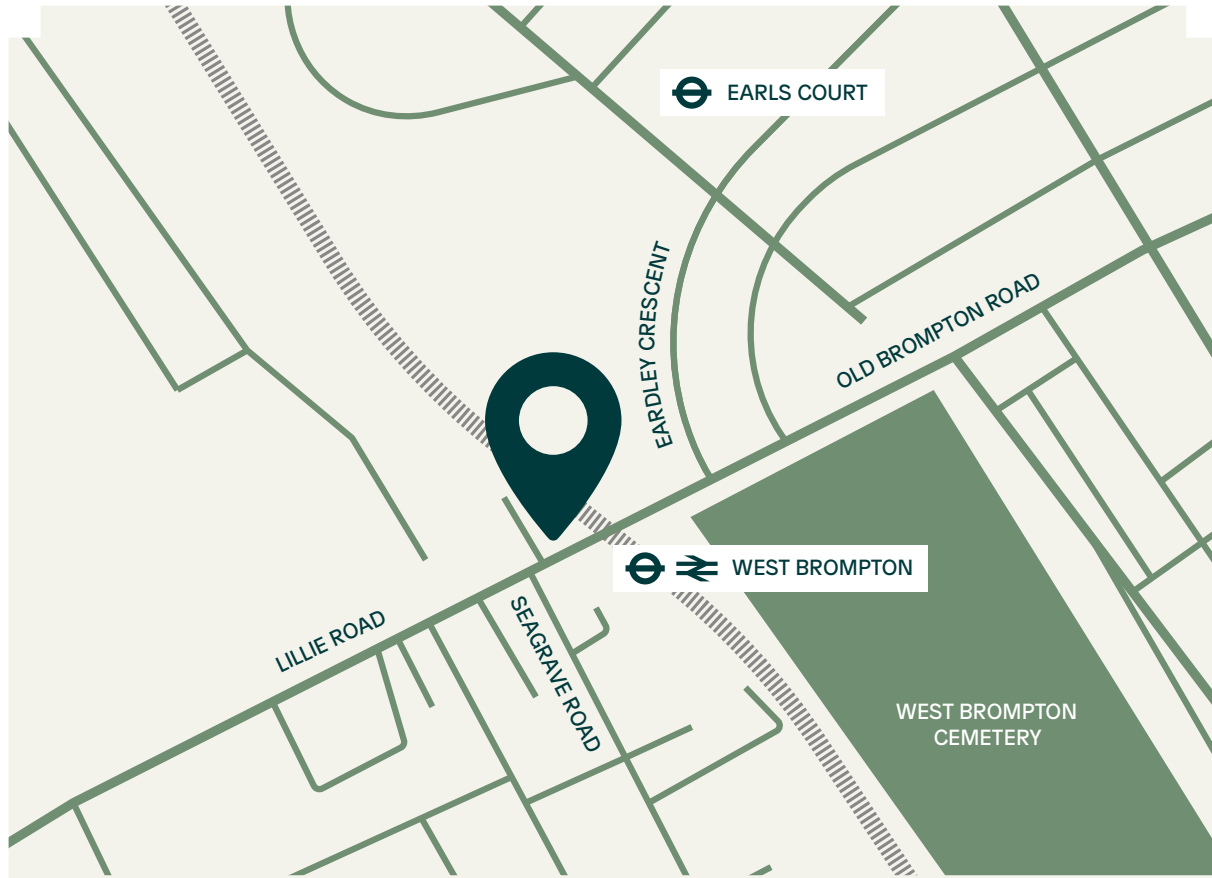 EARLS COURT
EARDLEY CRESCENT
OLD BROMPTON ROAD
WEST BROMPTON
LILLIE ROAD
SEAGRAVE ROAD
WEST BROMPTON
CEMETERY